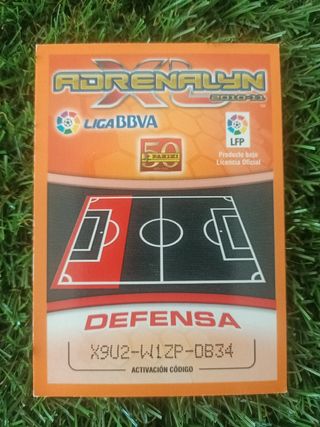 ADRENALYN XL
2010-11
LIGA BBVA
50
PANINI
LFP
Producto bajo
Licencia Oficial
DEFENSA
X9U2-W1ZP-DB34
ACTIVACIÓN CÓDIGO